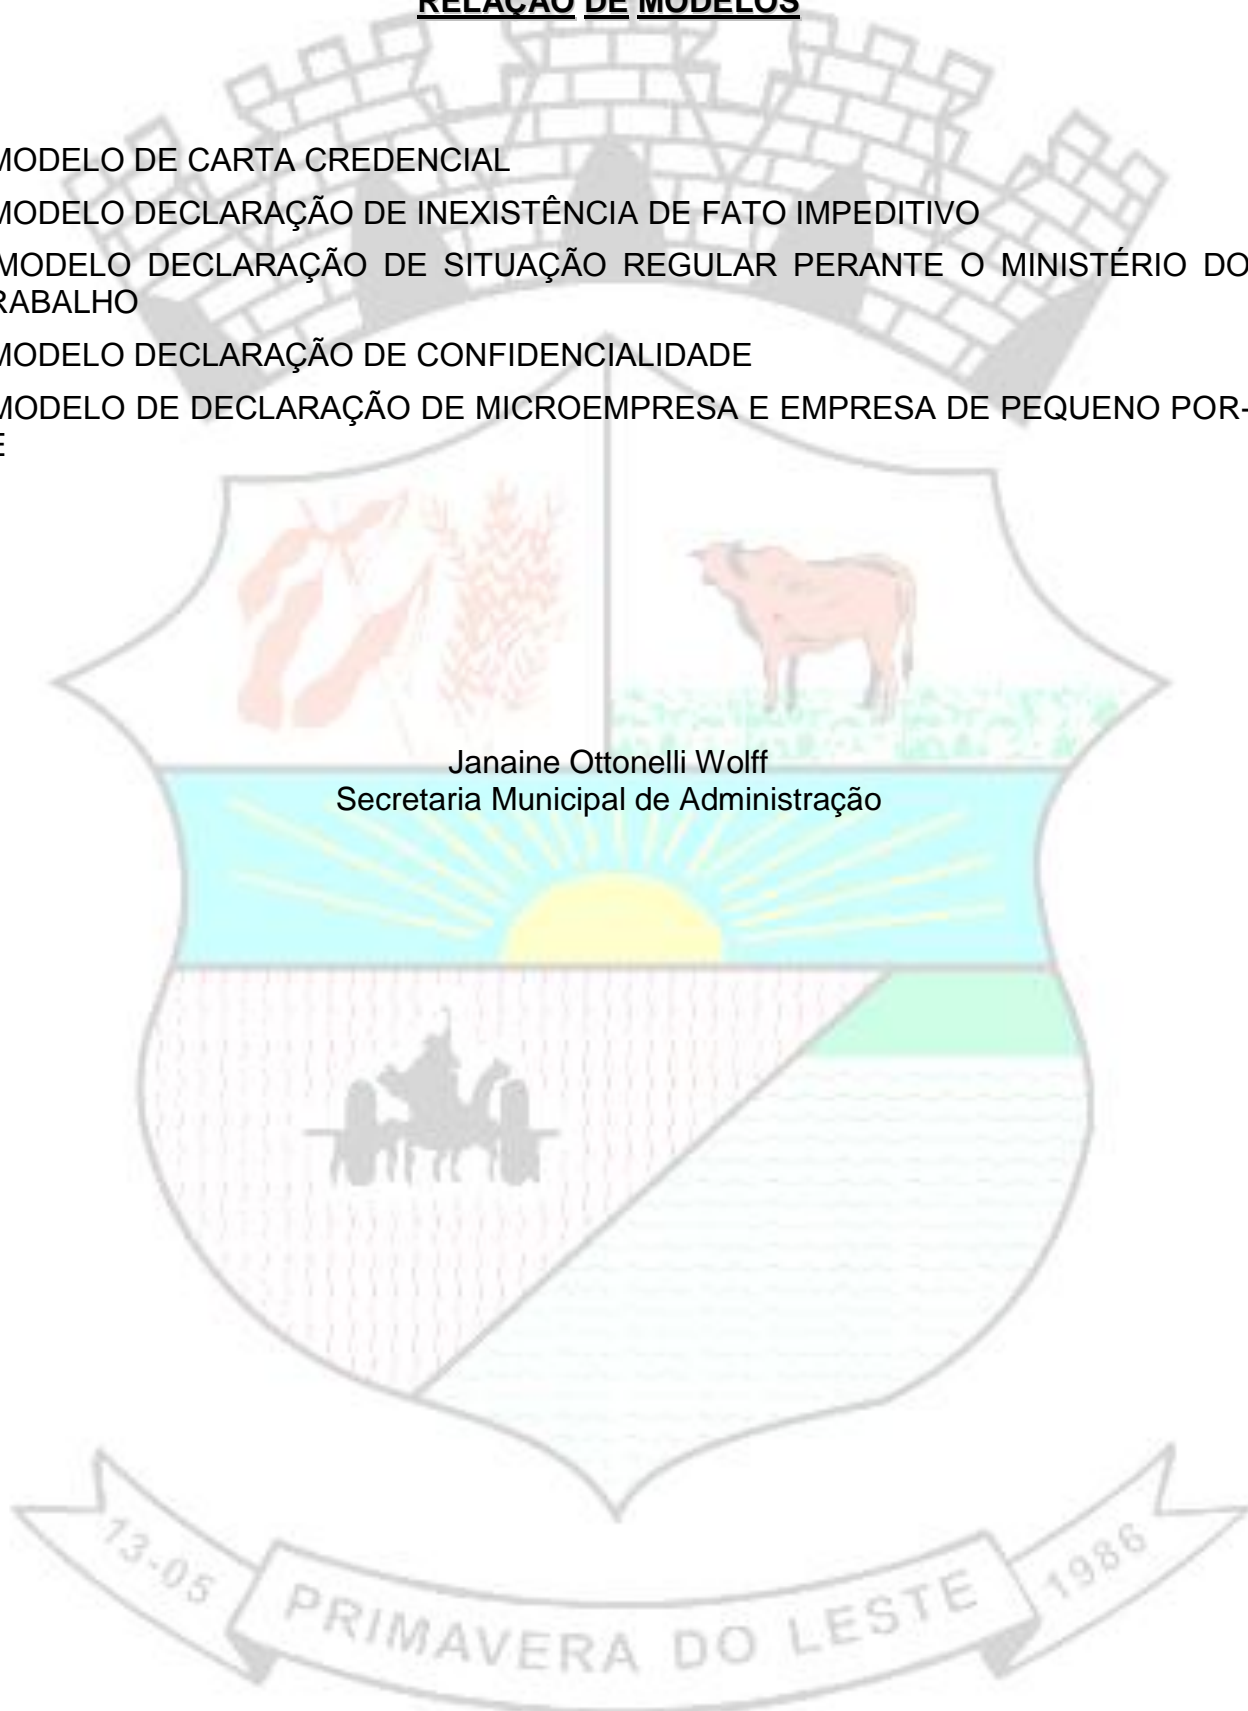 RELAÇÃO DE MODELOS
MODELO DE CARTA CREDENCIAL
MODELO DECLARAÇÃO DE INEXISTÊNCIA DE FATO IMPEDITIVO
MODELO DECLARAÇÃO DE SITUAÇÃO REGULAR PERANTE O MINISTÉRIO DO
RABALHO
MODELO DECLARAÇÃO DE CONFIDENCIALIDADE
MODELO DE DECLARAÇÃO DE MICROEMPRESA E EMPRESA DE PEQUENO POR-
E
Janaine Ottonelli Wolff
Secretaria Municipal de Administração
13-05 PRIMAVERA DO LESTE 1986